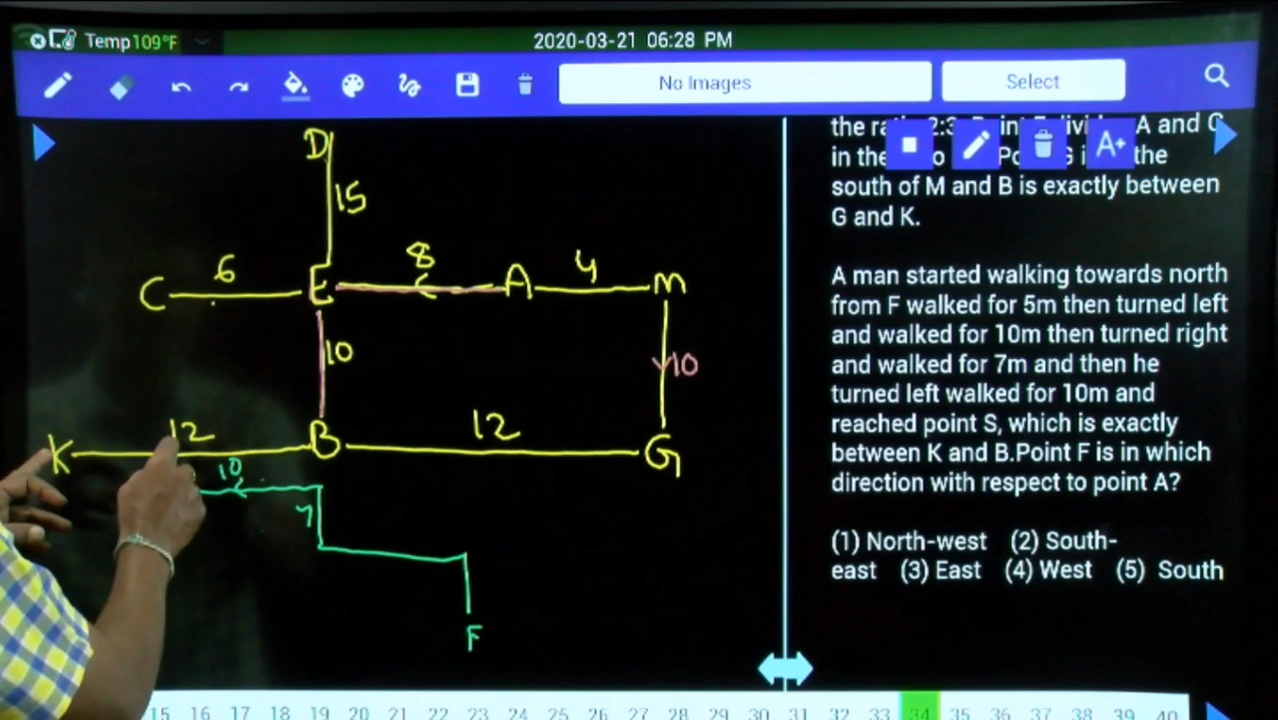 Temp109°F
2020-03-21 06:28 PM
No Images
Select
D
15
C 6 E 8 A 4 M
10
10
K 12 B 12 G
10
7
F
the
A and
in the
the
south of M and B is exactly between
G and K.
A+
A man started walking towards north
from F walked for 5m then turned left
and walked for 10m then turned right
and walked for 7m and then he
turned left walked for 10m and
reached point S, which is exactly
between K and B.Point F is in which
direction with respect to point A?
(1) North-west (2) South-
east (3) East (4) West (5) South
15 16 17 18 19 20 21 22 23 24 25 26 27 28 29 30 31 32 33 34 35 36 37 38 39 40